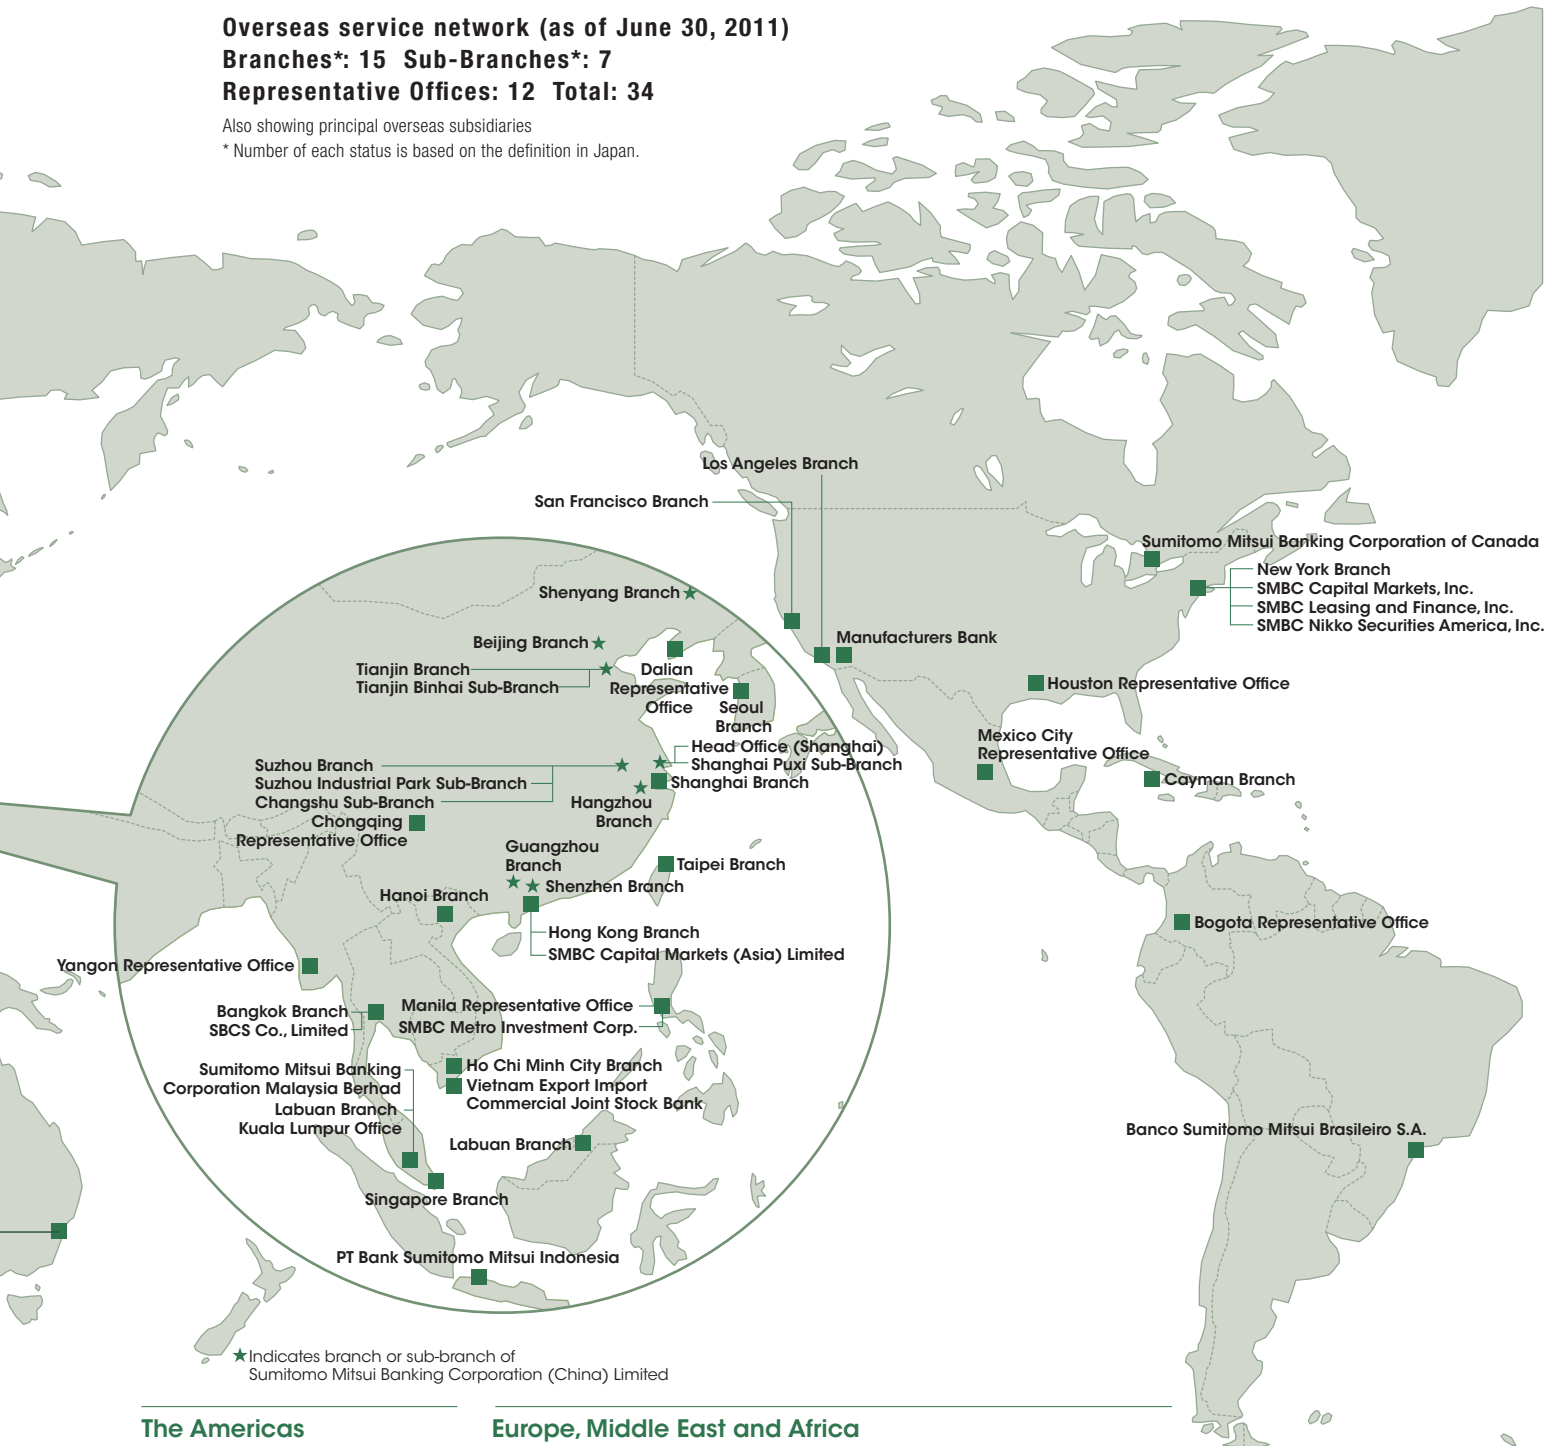 Overseas service network (as of June 30, 2011)
Branches*: 15 Sub-Branches*: 7
Representative Offices: 12 Total: 34
Also showing principal overseas subsidiaries
* Number of each status is based on the definition in Japan.
Los Angeles Branch
San Francisco Branch
Sumitomo Mitsui Banking Corporation of Canada
New York Branch
SMBC Capital Markets, Inc.
SMBC Leasing and Finance, Inc.
SMBC Nikko Securities America, Inc.
Manufacturers Bank
Houston Representative Office
Mexico City
Representative Office
Cayman Branch
Bogota Representative Office
Banco Sumitomo Mitsui Brasileiro S.A.
Shenyang Branch★
Beijing Branch★
Tianjin Branch
Tianjin Binhai Sub-Branch
Dalian
Representative
Office
Seoul
Branch
Head Office (Shanghai)
Shanghai Puxi Sub-Branch
Shanghai Branch
Suzhou Branch
Suzhou Industrial Park Sub-Branch
Changshu Sub-Branch
Hangzhou
Branch
Chongqing
Representative Office
Guangzhou
Branch
★ Shenzhen Branch
Taipei Branch
Hanoi Branch
Hong Kong Branch
SMBC Capital Markets (Asia) Limited
Yangon Representative Office
Bangkok Branch
SBCS Co., Limited
Manila Representative Office
SMBC Metro Investment Corp.
Ho Chi Minh City Branch
Vietnam Export Import
Commercial Joint Stock Bank
Sumitomo Mitsui Banking
Corporation Malaysia Berhad
Labuan Branch
Kuala Lumpur Office
Labuan Branch
Singapore Branch
PT Bank Sumitomo Mitsui Indonesia
★Indicates branch or sub-branch of
Sumitomo Mitsui Banking Corporation (China) Limited
The Americas
Europe, Middle East and Africa